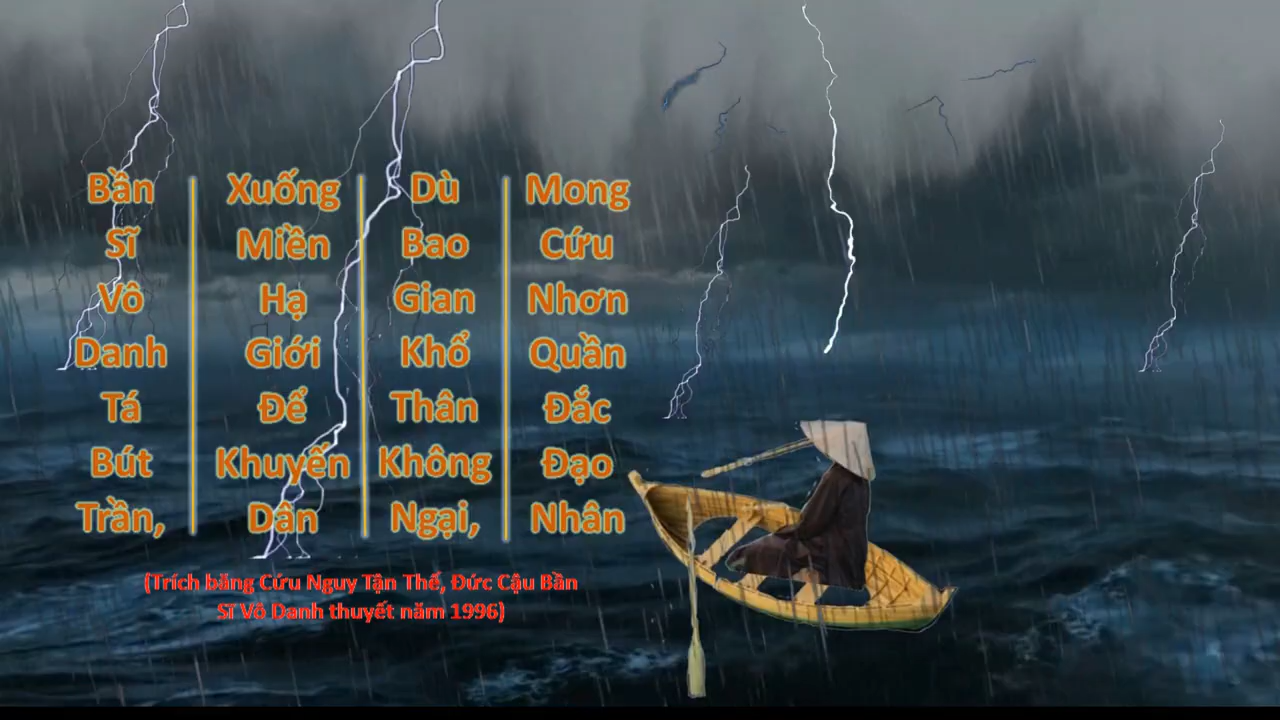 Bần Sĩ Vô Danh Tá Bút Trần,
Xuống Miền Hạ Giới Để Khuyến Dân
Dù Bao Gian Khổ Thân Không Ngại,
Mong Cứu Nhơn Quần Đắc Đạo Nhân
(Trích băng Cứu Nguy Tận Thế, Đức Cậu Bần
Sĩ Vô Danh thuyết năm 1996)